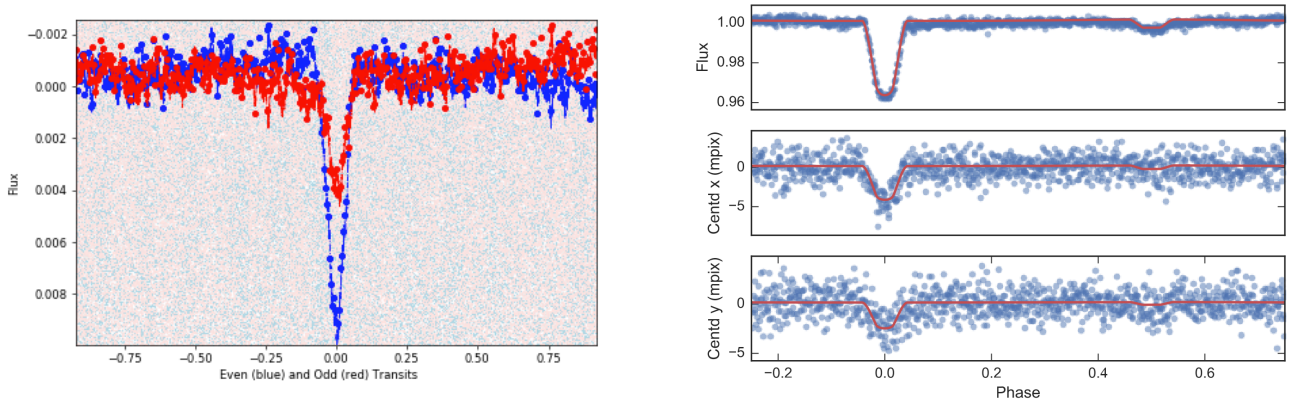 −0.002
0.000
0.002
0.004
0.006
0.008
Flux
−0.75 −0.50 −0.25 0.00 0.25 0.50 0.75
Even (blue) and Odd (red) Transits
1.00
0.98
0.96
Flux
0
−5
Centd x (mpix)
0
−5
Centd y (mpix)
−0.2 0.0 0.2 0.4 0.6
Phase